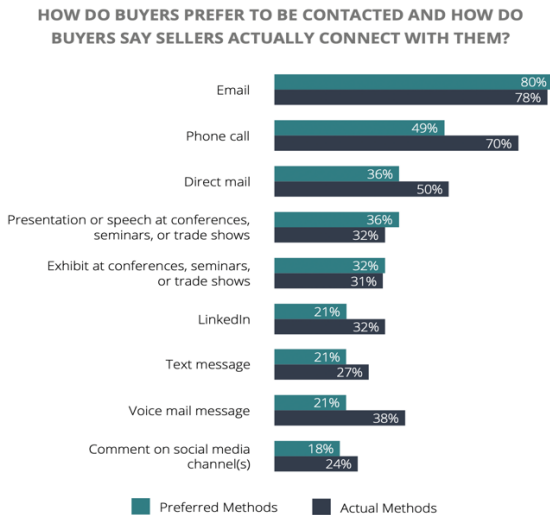 HOW DO BUYERS PREFER TO BE CONTACTED AND HOW DO
BUYERS SAY SELLERS ACTUALLY CONNECT WITH THEM?
Email
80%
78%
Phone call
49%
70%
Direct mail
36%
50%
Presentation or speech at conferences,
seminars, or trade shows
36%
32%
Exhibit at conferences, seminars,
or trade shows
32%
31%
LinkedIn
21%
32%
Text message
21%
27%
Voice mail message
21%
38%
Comment on social media
channel(s)
18%
24%
Preferred Methods
Actual Methods